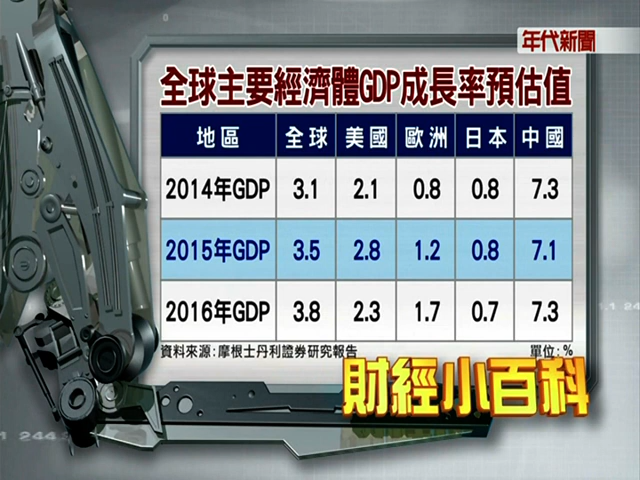 年代新聞
全球主要經濟體GDP成長率預估值
地區 全球 美國 歐洲 日本 中國
2014年GDP 3.1 2.1 0.8 0.8 7.3
2015年GDP 3.5 2.8 1.2 0.8 7.1
2016年GDP 3.8 2.3 1.7 0.7 7.3
資料來源:摩根士丹利證券研究報告 單位:%
財經小百科